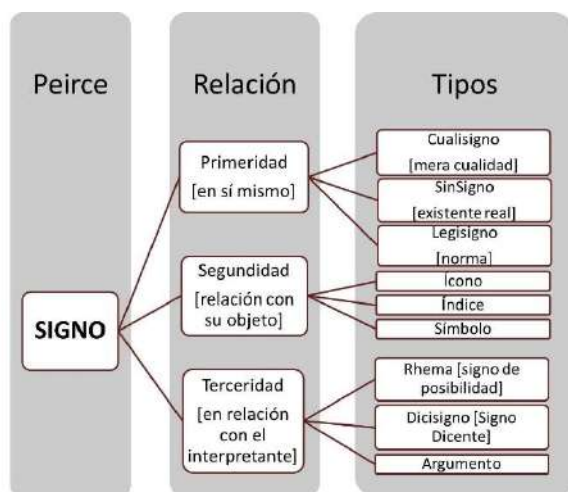 Peirce
Relación
Tipos
SIGNO
Primeridad
[en sí mismo]
Segundidad
[relación con
su objeto]
Terceridad
[en relación
con el
interpretante]
Cualisigno
[mera cualidad]
SinSigno
[existente real]
Legisigno
[norma]
Ícono
Índice
Símbolo
Rhema [signo de
posibilidad]
Dicisigno [Signo
Dicente]
Argumento